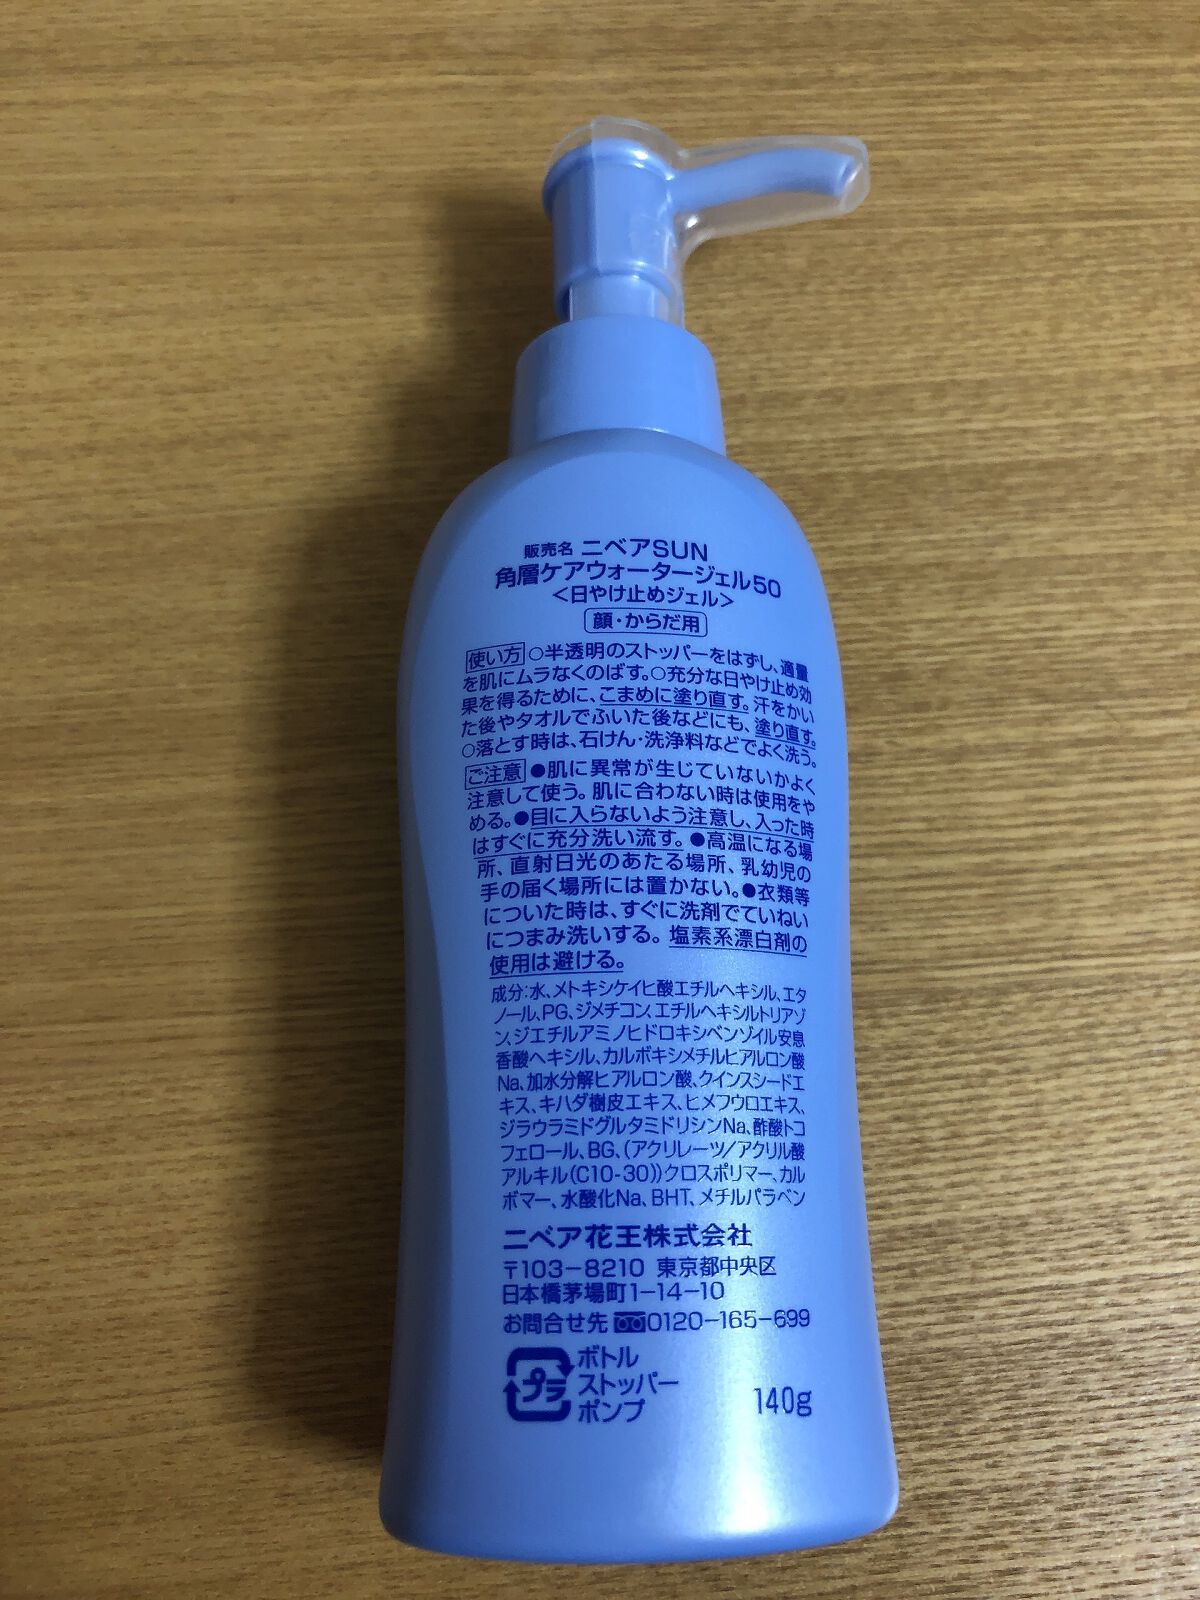 販売名 ニベアSUN
角層ケアウォータージェル50
<日やけ止めジェル>
顔・からだ用
使い方 ○半透明のストッパーをはずし、適量
を肌にムラなくのばす。○充分な日やけ止め効
果を得るために、こまめに塗り直す。汗をかい
た後やタオルでふいた後などにも、塗り直す。
○落とす時は、石けん・洗浄料などでよく洗う。
ご注意 ●肌に異常が生じていないかよく
注意して使う。肌に合わない時は使用をや
める。●目に入らないよう注意し、入った時
はすぐに充分洗い流す。●高温になる場
所、直射日光のあたる場所、乳幼児の
手の届く場所には置かない。●衣類等
についた時は、すぐに洗剤でていねい
につまみ洗いする。塩素系漂白剤の
使用は避ける。
成分:水、メトキシケイヒ酸エチルヘキシル、エタ
ノール、PG、ジメチコン、エチルヘキシルトリアゾ
ン、ジエチルアミノヒドロキシベンゾイル安息
香酸ヘキシル、カルボキシメチルヒアルロン酸
Na、加水分解ヒアルロン酸、クインスシードエ
キス、キハダ樹皮エキス、ヒメフウロエキス、
ジラウラミドグルタミドリシンNa、酢酸トコ
フェロール、BG、(アクリレーツ/アクリル酸
アルキル(C10-30))クロスポリマー、カル
ボマー、水酸化Na、BHT、メチルパラベン
ニベア花王株式会社
〒103-8210 東京都中央区
日本橋茅場町1-14-10
お問合せ先 0120-165-699
プラ
ボトル
ストッパー
ポンプ
140g